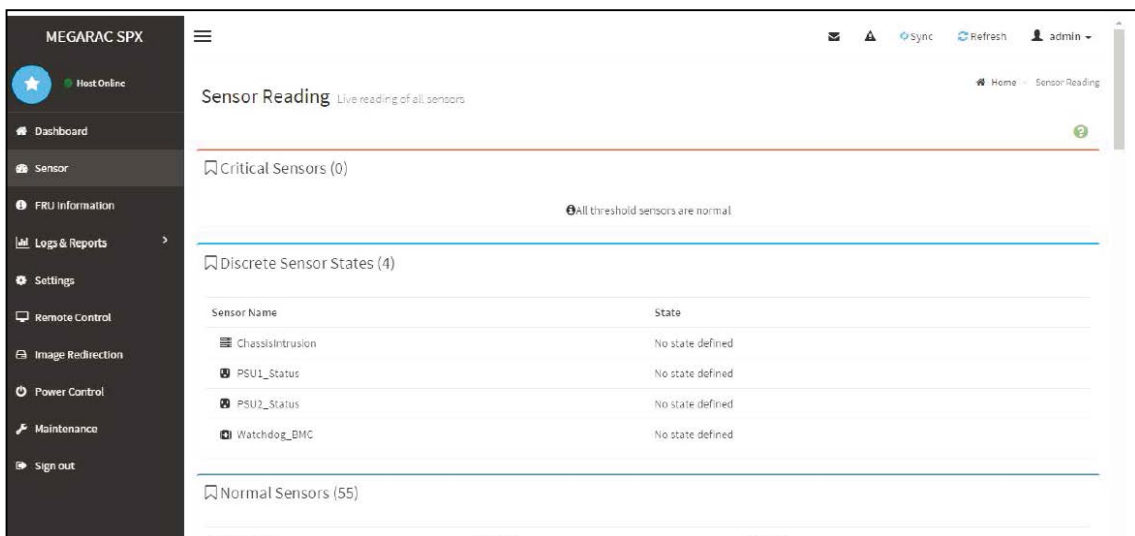 MEGARAC SPX
Host Online
Dashboard
Sensor
FRU Information
Logs & Reports
Settings
Remote Control
Image Redirection
Power Control
Maintenance
Sign out
Sync Refresh admin
Sensor Reading Live reading of all sensors
Home - Sensor Reading
Critical Sensors (0)
All threshold sensors are normal
Discrete Sensor States (4)
Sensor Name State
ChassisIntrusion No state defined
PSU1_Status No state defined
PSU2_Status No state defined
Watchdog_BMC No state defined
Normal Sensors (55)